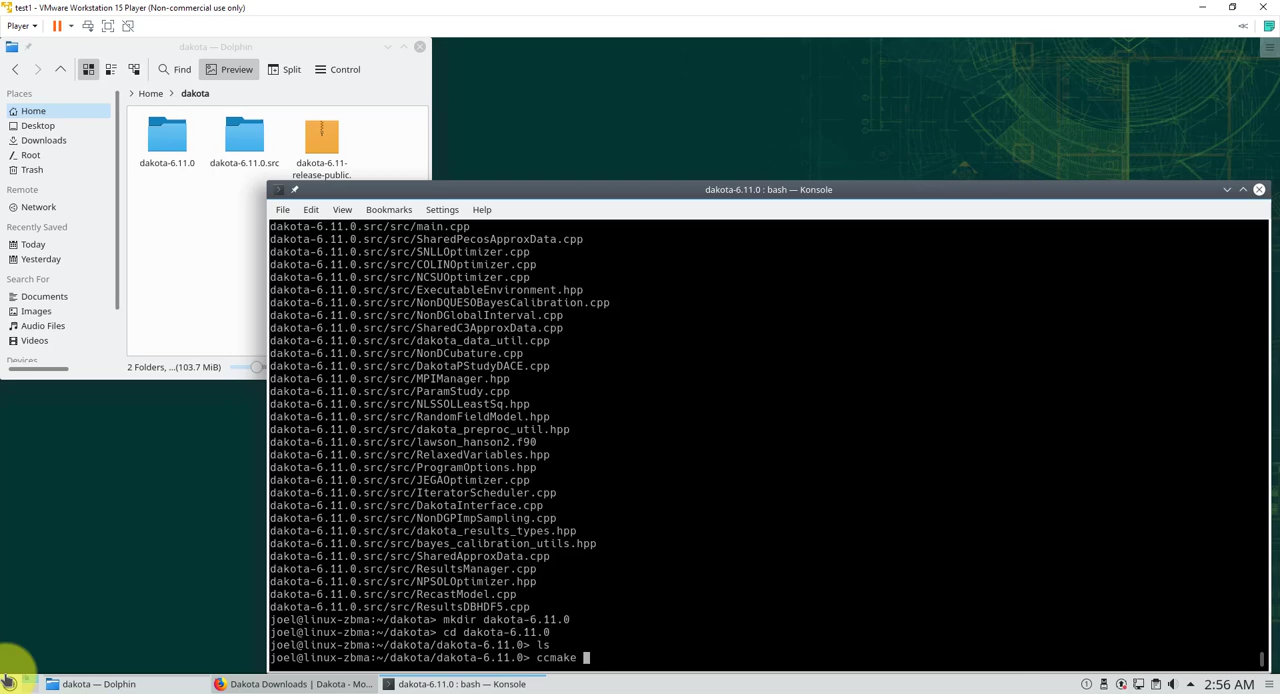 test1 - VMware Workstation 15 Player (Non-commercial use only)
Player
dakota — Dolphin
Find
Preview
Split
Control
Places
Home
Desktop
Downloads
Root
Trash
Remote
Network
Recently Saved
Today
Yesterday
Search For
Documents
Images
Audio Files
Videos
Devices
Home > dakota
dakota-6.11.0
dakota-6.11.0.src
dakota-6.11-
release-public.
2 Folders, ...(103.7 MiB)
dakota-6.11.0 : bash — Konsole
File Edit View Bookmarks Settings Help
dakota-6.11.0.src/src/main.cpp
dakota-6.11.0.src/src/SharedPecosApproxData.cpp
dakota-6.11.0.src/src/SNLLOptimizer.cpp
dakota-6.11.0.src/src/COLINOptimizer.cpp
dakota-6.11.0.src/src/NCSUOptimizer.cpp
dakota-6.11.0.src/src/ExecutableEnvironment.hpp
dakota-6.11.0.src/src/NonDQUESOBayesCalibration.cpp
dakota-6.11.0.src/src/NonDGlobalInterval.cpp
dakota-6.11.0.src/src/SharedC3ApproxData.cpp
dakota-6.11.0.src/src/dakota_data_util.cpp
dakota-6.11.0.src/src/NonDCubature.cpp
dakota-6.11.0.src/src/DakotaPStudyDACE.cpp
dakota-6.11.0.src/src/MPIManager.hpp
dakota-6.11.0.src/src/ParamStudy.cpp
dakota-6.11.0.src/src/NLSSOLLeastSq.hpp
dakota-6.11.0.src/src/RandomFieldModel.hpp
dakota-6.11.0.src/src/dakota_preproc_util.hpp
dakota-6.11.0.src/src/lawson_hanson2.f90
dakota-6.11.0.src/src/RelaxedVariables.hpp
dakota-6.11.0.src/src/ProgramOptions.hpp
dakota-6.11.0.src/src/JEGAOptimizer.cpp
dakota-6.11.0.src/src/IteratorScheduler.cpp
dakota-6.11.0.src/src/DakotaInterface.cpp
dakota-6.11.0.src/src/NonDGPImpSampling.cpp
dakota-6.11.0.src/src/dakota_results_types.hpp
dakota-6.11.0.src/src/bayes_calibration_utils.hpp
dakota-6.11.0.src/src/SharedApproxData.cpp
dakota-6.11.0.src/src/ResultsManager.cpp
dakota-6.11.0.src/src/NPSOLOptimizer.hpp
dakota-6.11.0.src/src/RecastModel.cpp
dakota-6.11.0.src/src/ResultsDBHDF5.cpp
joel@linux-zbma:~/dakota> mkdir dakota-6.11.0
joel@linux-zbma:~/dakota> cd dakota-6.11.0
joel@linux-zbma:~/dakota/dakota-6.11.0> ls
joel@linux-zbma:~/dakota/dakota-6.11.0> ccmake
dakota — Dolphin
Dakota Downloads | Dakota - Mo...
dakota-6.11.0 : bash — Konsole
2:56 AM